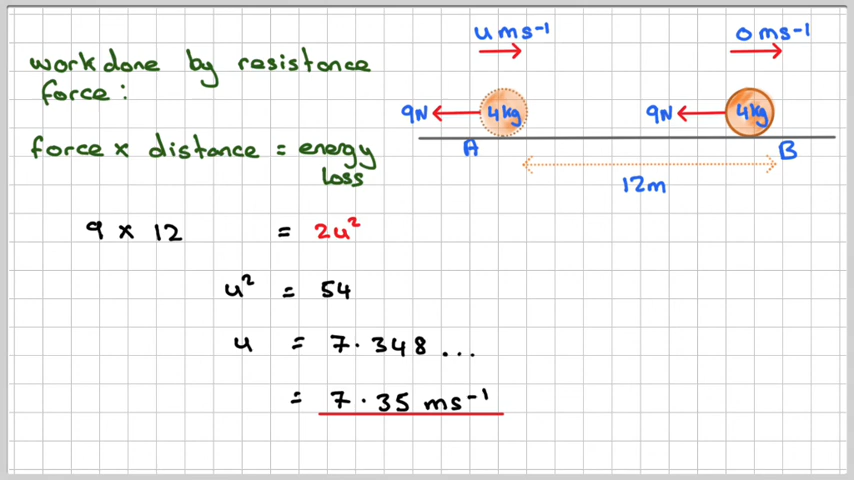 work done by resistance
force:
force x distance = energy
loss
9 x 12 = 2u²
u² = 54
u = 7.348 ...
= 7.35 ms⁻¹
u ms⁻¹
0 ms⁻¹
9N
4kg
9N
4kg
A
B
12m